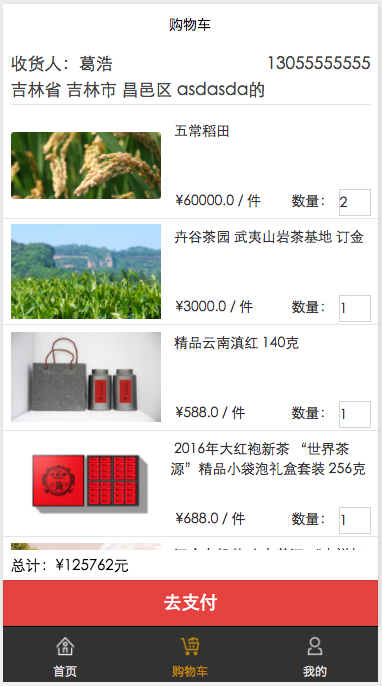 购物车
收货人：葛浩 13055555555
吉林省 吉林市 昌邑区 asdasda的
五常稻田
¥60000.0 / 件 数量： 2
卉谷茶园 武夷山岩茶基地 订金
¥3000.0 / 件 数量： 1
精品云南滇红 140克
¥588.0 / 件 数量： 1
2016年大红袍新茶 “世界茶
源”精品小袋泡礼盒套装 256克
¥688.0 / 件 数量： 1
总计：¥125762元
去支付
首页 购物车 我的